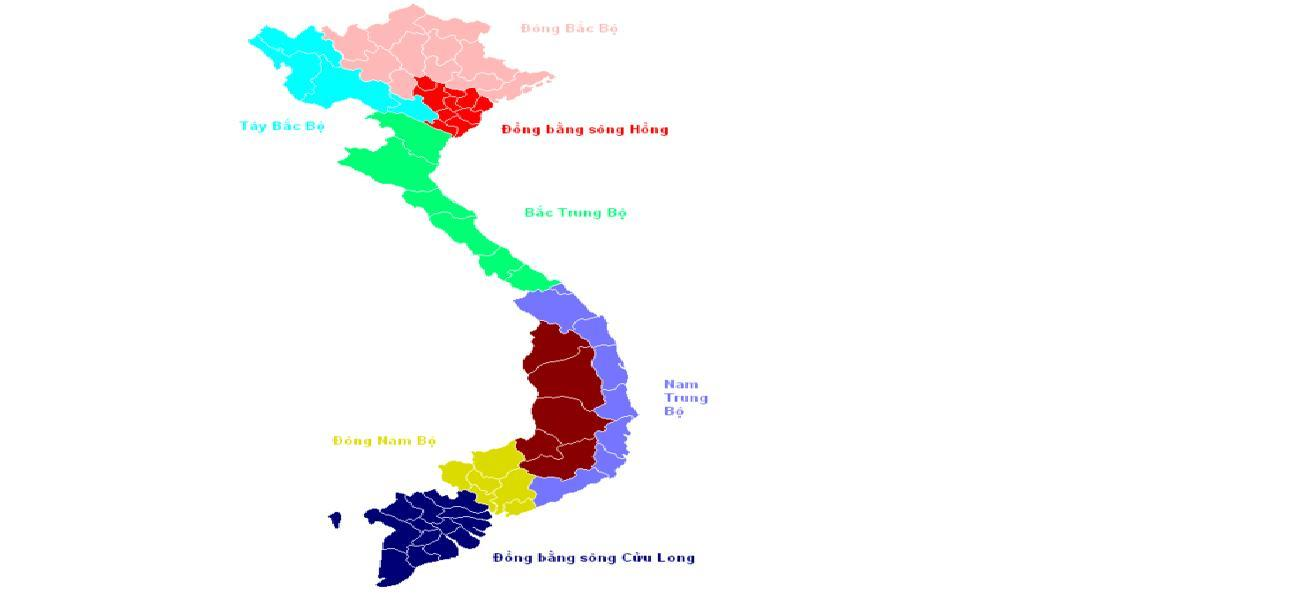 Đông Bắc Bộ
Tây Bắc Bộ
Đồng bằng sông Hồng
Bắc Trung Bộ
Nam
Trung
Bộ
Đông Nam Bộ
Đồng bằng sông Cửu Long